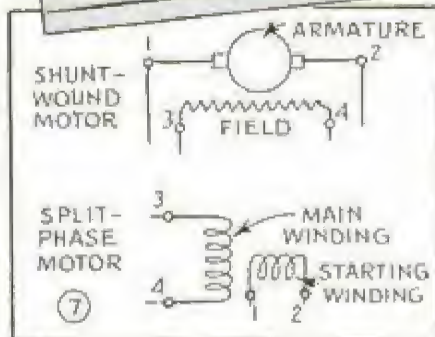 ARMATURE
1
2
SHUNT-
WOUND
MOTOR
3
4
FIELD
3
SPLIT-
PHASE
MOTOR
MAIN
WINDING
4
STARTING
WINDING
1
2
7